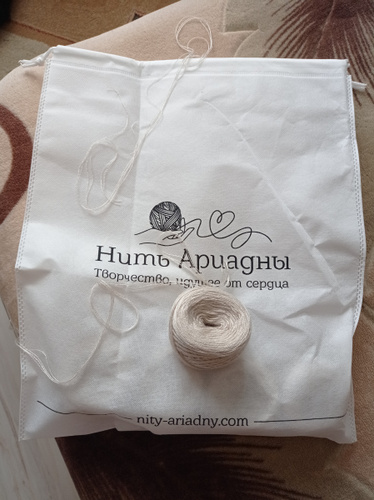 Нить Ариадны
Творчество, идущее от сердца
nity-ariadny.com